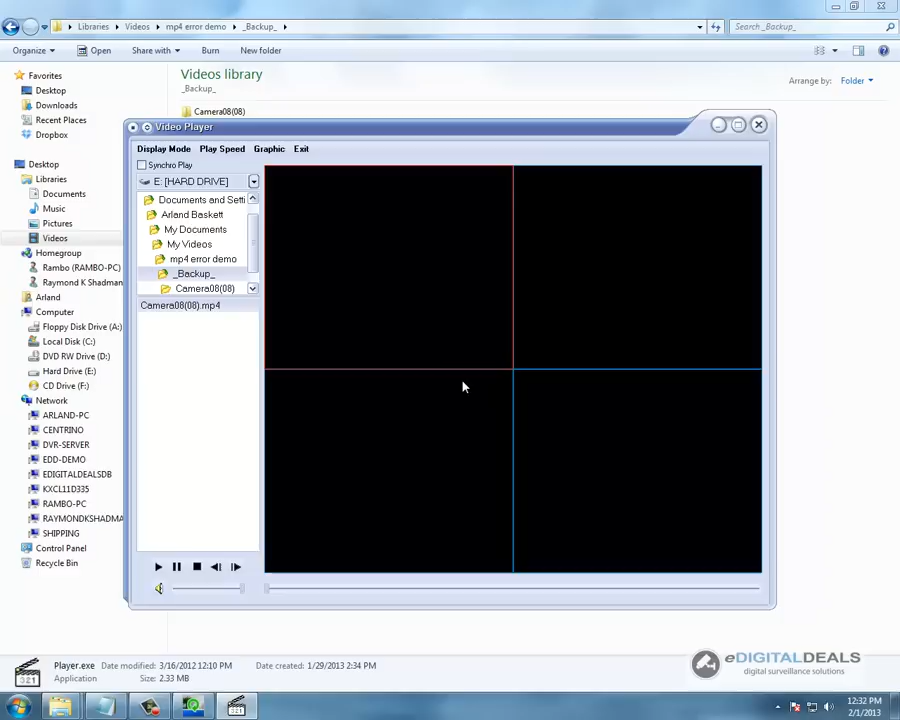 Libraries
Videos
mp4 error demo
_Backup_
Search _Backup_
Organize
Open
Share with
Burn
New folder
Favorites
Desktop
Downloads
Recent Places
Dropbox
Desktop
Libraries
Documents
Music
Pictures
Videos
Homegroup
Rambo (RAMBO-PC)
Raymond K Shadman
Arland
Computer
Floppy Disk Drive (A:)
Local Disk (C:)
DVD RW Drive (D:)
Hard Drive (E:)
CD Drive (F:)
Network
ARLAND-PC
CENTRINO
DVR-SERVER
EDD-DEMO
EDIGITALDEALSDB
KXCL11D335
RAMBO-PC
RAYMONDKSHADMA
SHIPPING
Control Panel
Recycle Bin
Videos library
_Backup_
Arrange by: Folder
Camera08(08)
Video Player
Display Mode Play Speed Graphic Exit
Synchro Play
E: [HARD DRIVE]
Documents and Setti
Arland Baskett
My Documents
My Videos
mp4 error demo
_Backup_
Camera08(08)
Camera08(08).mp4
Player.exe Date modified: 3/16/2012 12:10 PM Date created: 1/29/2013 2:34 PM
Application Size: 2.33 MB
eDIGITALDEALS
digital surveillance solutions
321
321
12:32 PM
2/1/2013